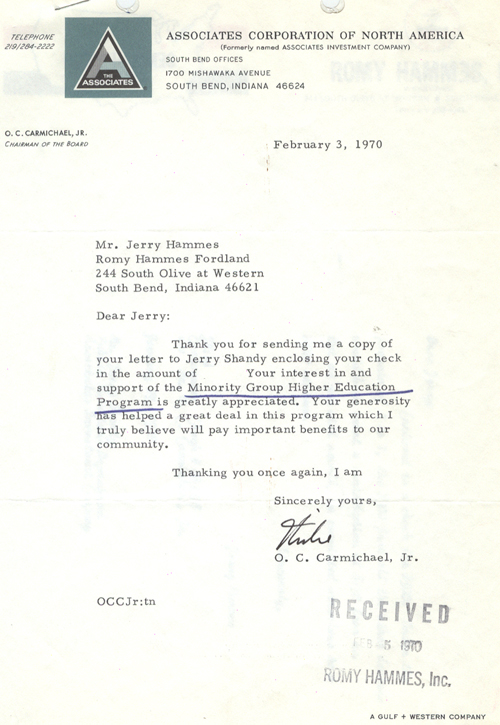 TELEPHONE
219/284-2222
A
THE
ASSOCIATES
ASSOCIATES CORPORATION OF NORTH AMERICA
(Formerly named ASSOCIATES INVESTMENT COMPANY)
SOUTH BEND OFFICES
1700 MISHAWAKA AVENUE
SOUTH BEND, INDIANA 46624
O. C. CARMICHAEL, JR.
CHAIRMAN OF THE BOARD
February 3, 1970
Mr. Jerry Hammes
Romy Hammes Fordland
244 South Olive at Western
South Bend, Indiana 46621
Dear Jerry:
Thank you for sending me a copy of
your letter to Jerry Shandy enclosing your check
in the amount of Your interest in and
support of the Minority Group Higher Education
Program is greatly appreciated. Your generosity
has helped a great deal in this program which I
truly believe will pay important benefits to our
community.
Thanking you once again, I am
Sincerely yours,
O. C. Carmichael, Jr.
OCCJr:tn
RECEIVED
FEB 5 1970
ROMY HAMMES, Inc.
A GULF + WESTERN COMPANY